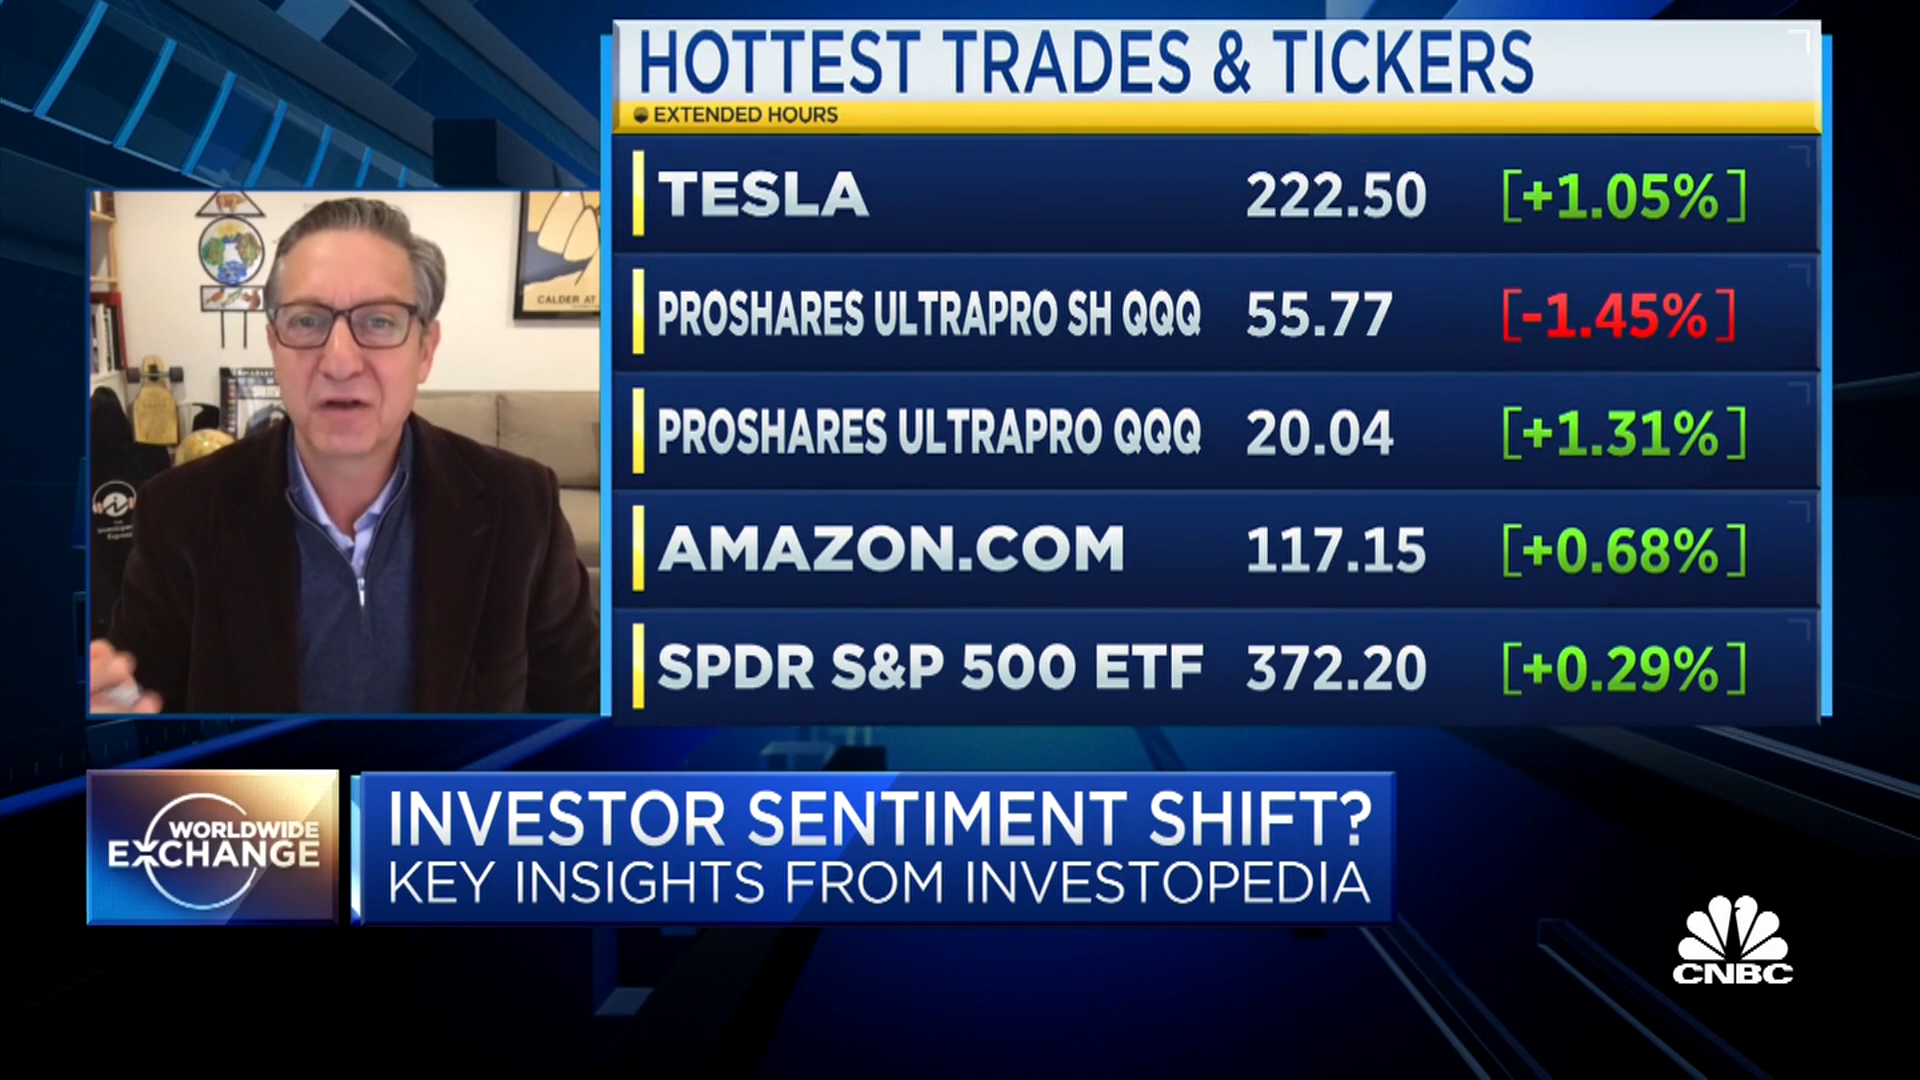 HOTTEST TRADES & TICKERS
EXTENDED HOURS
TESLA 222.50 [+1.05%]
PROSHARES ULTRAPRO SH QQQ 55.77 [-1.45%]
PROSHARES ULTRAPRO QQQ 20.04 [+1.31%]
AMAZON.COM 117.15 [+0.68%]
SPDR S&P 500 ETF 372.20 [+0.29%]
CALDER AT
WORLDWIDE
EXCHANGE
INVESTOR SENTIMENT SHIFT?
KEY INSIGHTS FROM INVESTOPEDIA
CNBC